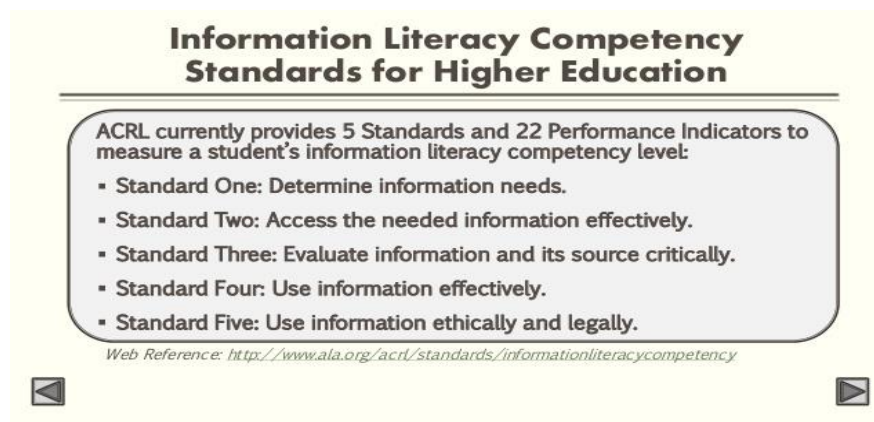 Information Literacy Competency
Standards for Higher Education
ACRL currently provides 5 Standards and 22 Performance Indicators to
measure a student's information literacy competency level:
▪ Standard One: Determine information needs.
▪ Standard Two: Access the needed information effectively.
▪ Standard Three: Evaluate information and its source critically.
▪ Standard Four: Use information effectively.
▪ Standard Five: Use information ethically and legally.
Web Reference: http://www.ala.org/acrl/standards/informationliteracycompetency